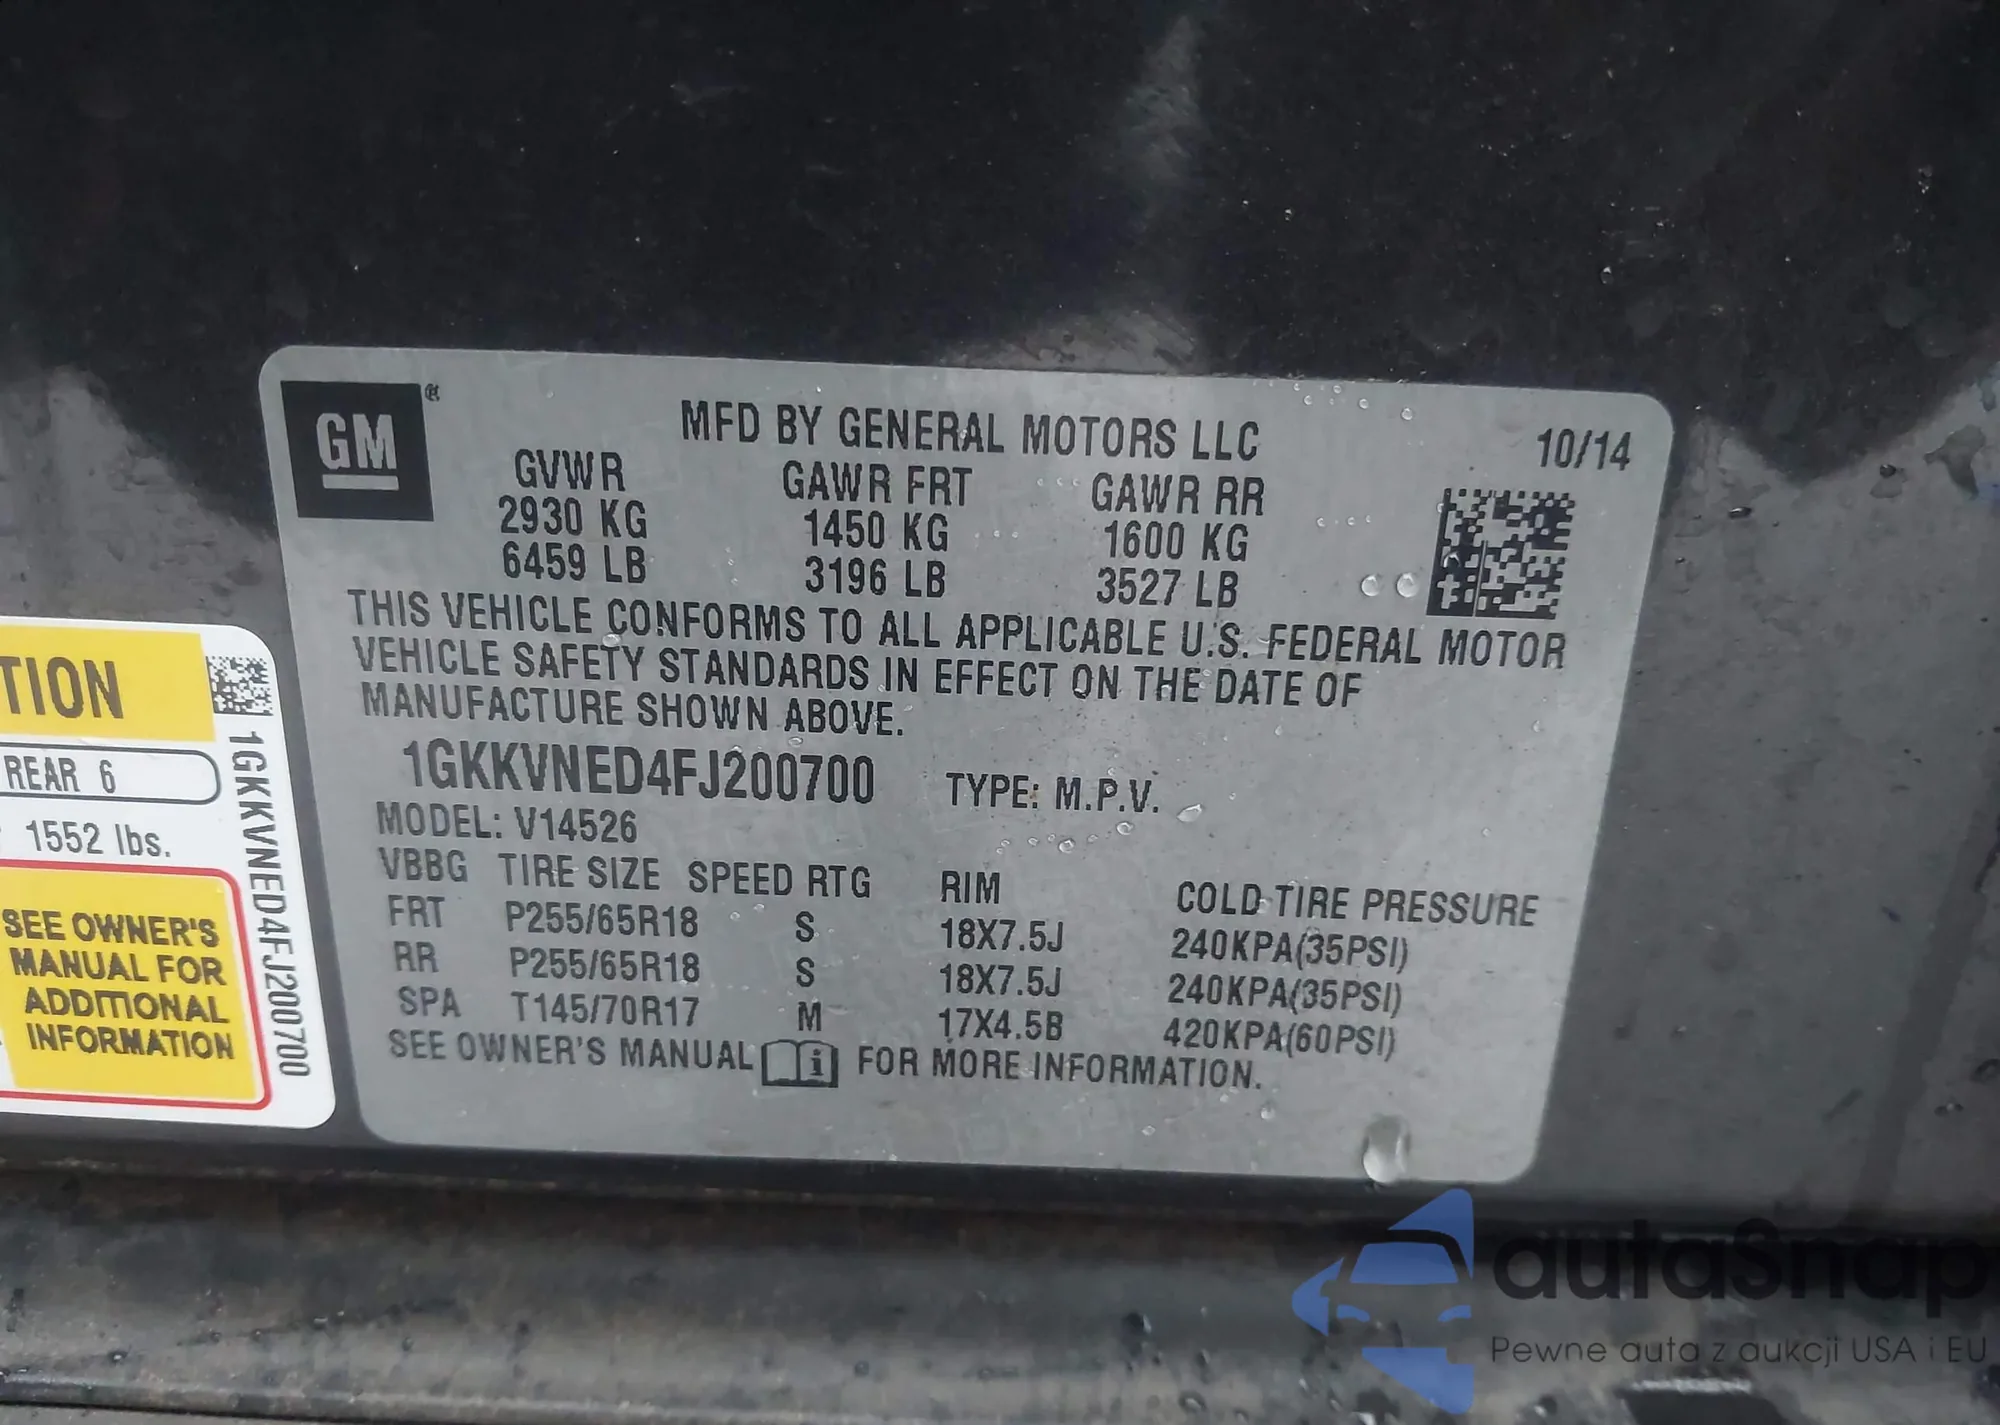 GM
MFD BY GENERAL MOTORS LLC 10/14
GVWR GAWR FRT GAWR RR
2930 KG 1450 KG 1600 KG
6459 LB 3196 LB 3527 LB
THIS VEHICLE CONFORMS TO ALL APPLICABLE U.S. FEDERAL MOTOR
VEHICLE SAFETY STANDARDS IN EFFECT ON THE DATE OF
MANUFACTURE SHOWN ABOVE.
1GKKVNED4FJ200700 TYPE: M.P.V.
MODEL: V14526
VBBG TIRE SIZE SPEED RTG RIM COLD TIRE PRESSURE
FRT P255/65R18 S 18X7.5J 240KPA(35PSI)
RR P255/65R18 S 18X7.5J 240KPA(35PSI)
SPA T145/70R17 M 17X4.5B 420KPA(60PSI)
SEE OWNER'S MANUAL i FOR MORE INFORMATION.
TION
REAR 6
1552 lbs.
SEE OWNER'S
MANUAL FOR
ADDITIONAL
INFORMATION
1GKKVNED4FJ200700
autaSnap
Pewne auta z aukcji USA i EU